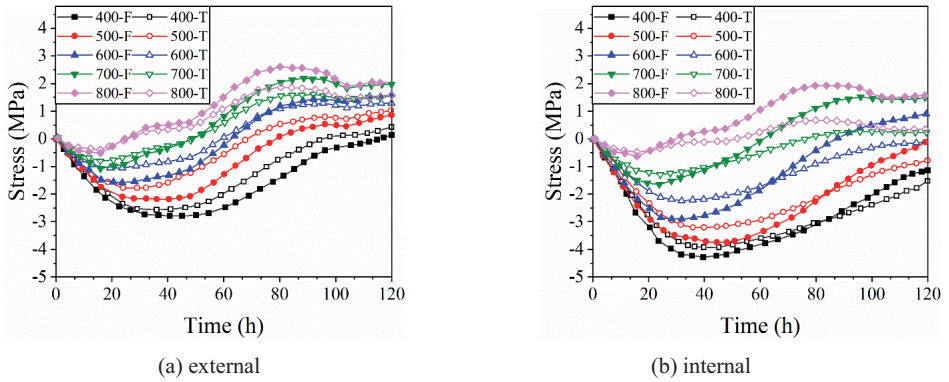 4
3
2
1
0
-1
-2
-3
-4
-5
Stress (MPa)
400-F 400-T
500-F 500-T
600-F 600-T
700-F 700-T
800-F 800-T
0 20 40 60 80 100 120
Time (h)
(a) external
4
3
2
1
0
-1
-2
-3
-4
-5
Stress (MPa)
400-F 400-T
500-F 500-T
600-F 600-T
700-F 700-T
800-F 800-T
0 20 40 60 80 100 120
Time (h)
(b) internal